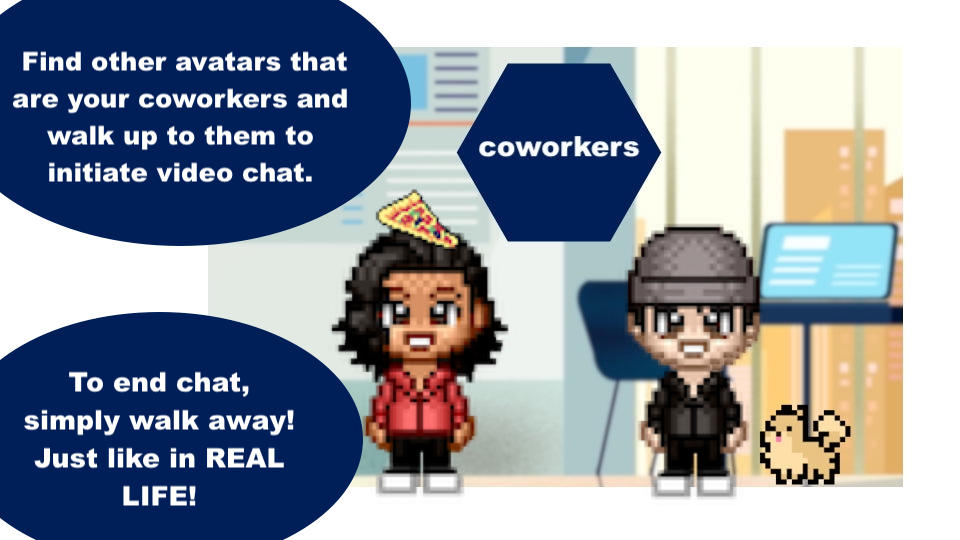 Find other avatars that
are your coworkers and
walk up to them to
initiate video chat.
coworkers
To end chat,
simply walk away!
Just like in REAL
LIFE!